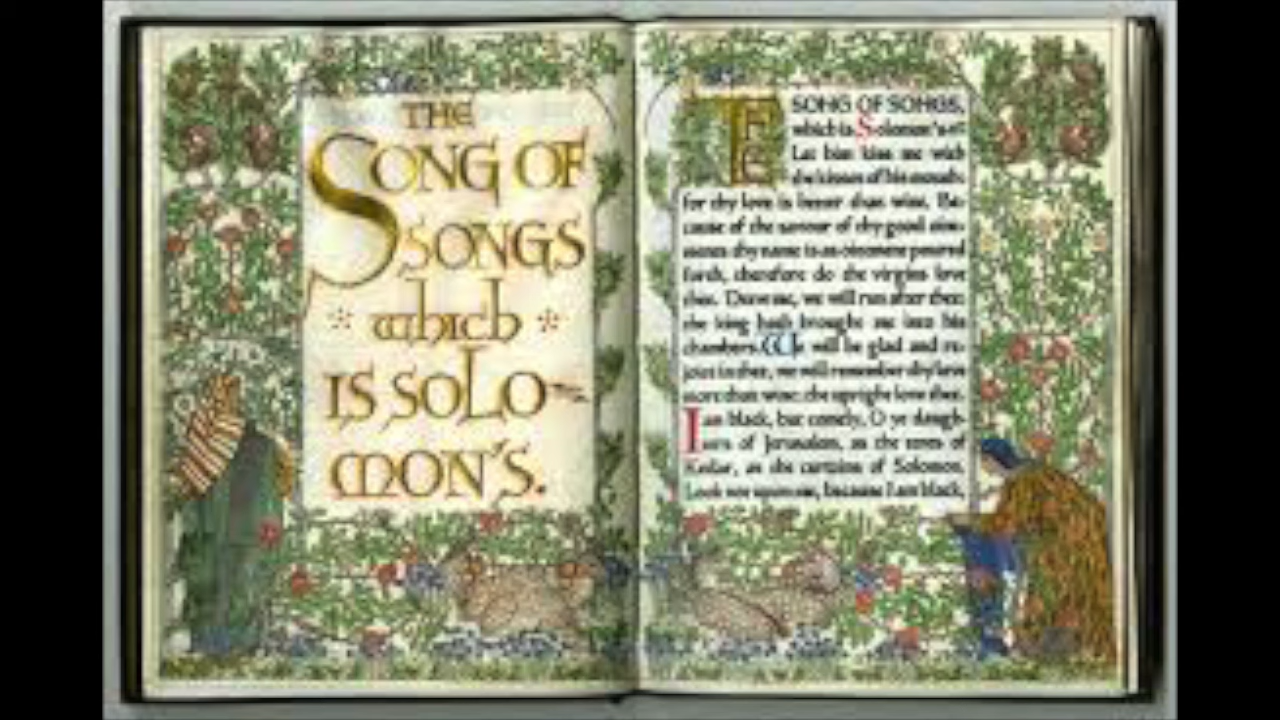 THE
SONG OF
SONGS
which
IS SOLO
MON'S.
THE SONG OF SONGS,
which is Solomon's
Let him kiss me with
the kisses of his mouth:
for thy love is better than wine. Be-
cause of the savour of thy good oint-
ments thy name is as ointment poured
forth, therefore do the virgins love
thee. Draw me, we will run after thee:
the king hath brought me into his
chambers. We will be glad and re-
joice in thee, we will remember thy love
more than wine: the upright love thee.
I am black, but comely, O ye daugh-
ters of Jerusalem, as the tents of
Kedar, as the curtains of Solomon.
Look not upon me, because I am black,